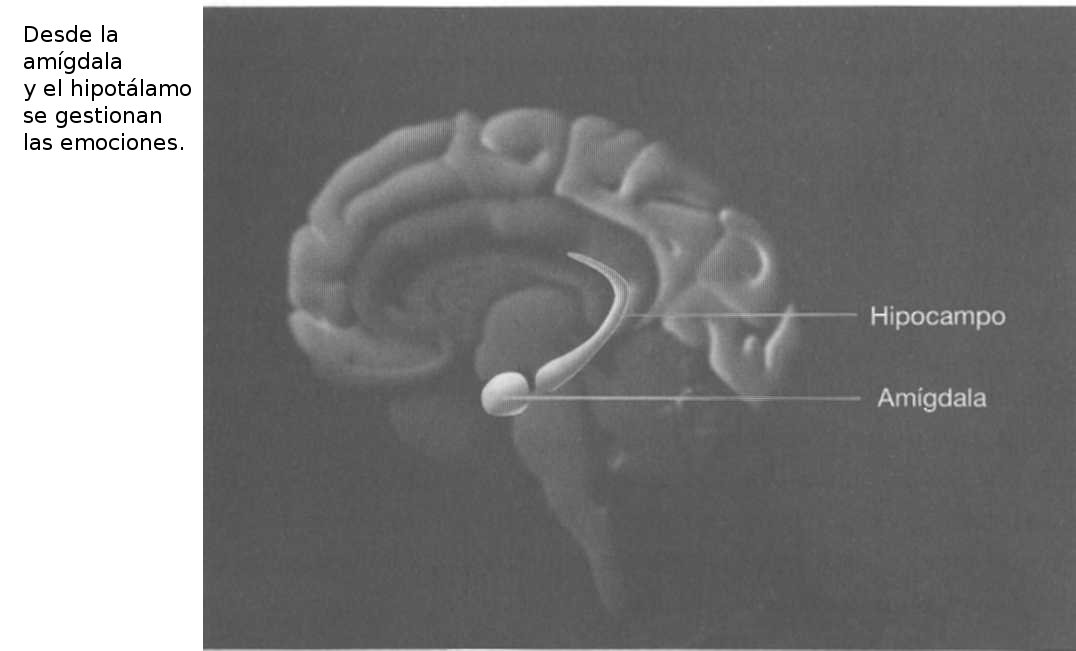 Desde la
amígdala
y el hipotálamo
se gestionan
las emociones.
Hipocampo
Amígdala